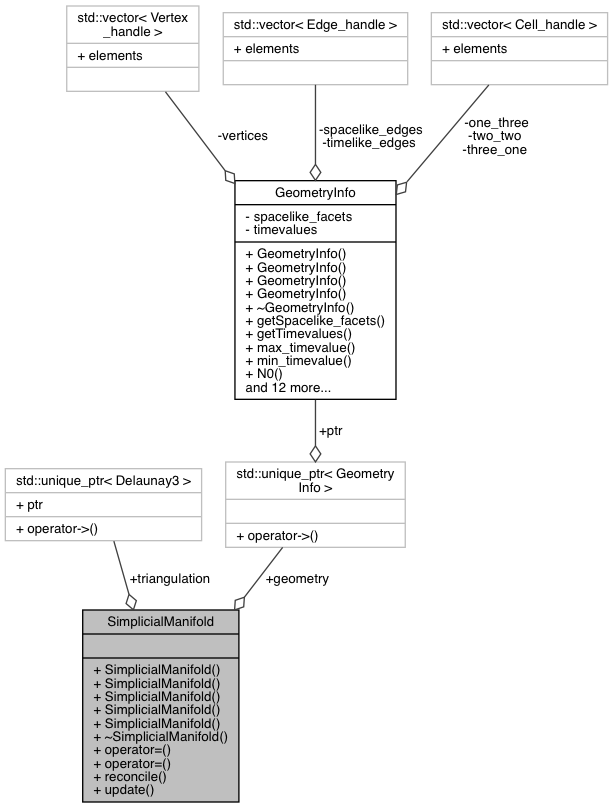 std::vector< Vertex
_handle >
+ elements
std::vector< Edge_handle >
+ elements
std::vector< Cell_handle >
+ elements
-vertices
-spacelike_edges
-timelike_edges
-one_three
-two_two
-three_one
GeometryInfo
- spacelike_facets
- timevalues
+ GeometryInfo()
+ GeometryInfo()
+ GeometryInfo()
+ GeometryInfo()
+ ~GeometryInfo()
+ getSpacelike_facets()
+ getTimevalues()
+ max_timevalue()
+ min_timevalue()
+ N0()
and 12 more...
+ptr
std::unique_ptr< Delaunay3 >
+ ptr
+ operator->()
std::unique_ptr< Geometry
Info >
+ operator->()
+triangulation
+geometry
SimplicialManifold
+ SimplicialManifold()
+ SimplicialManifold()
+ SimplicialManifold()
+ SimplicialManifold()
+ SimplicialManifold()
+ ~SimplicialManifold()
+ operator=()
+ operator=()
+ reconcile()
+ update()